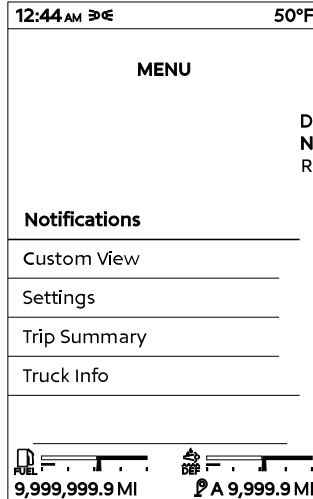 12:44 AM 50°F
MENU
D
N
R
Notifications
Custom View
Settings
Trip Summary
Truck Info
FUEL DEF
9,999,999.9 MI A 9,999.9 MI